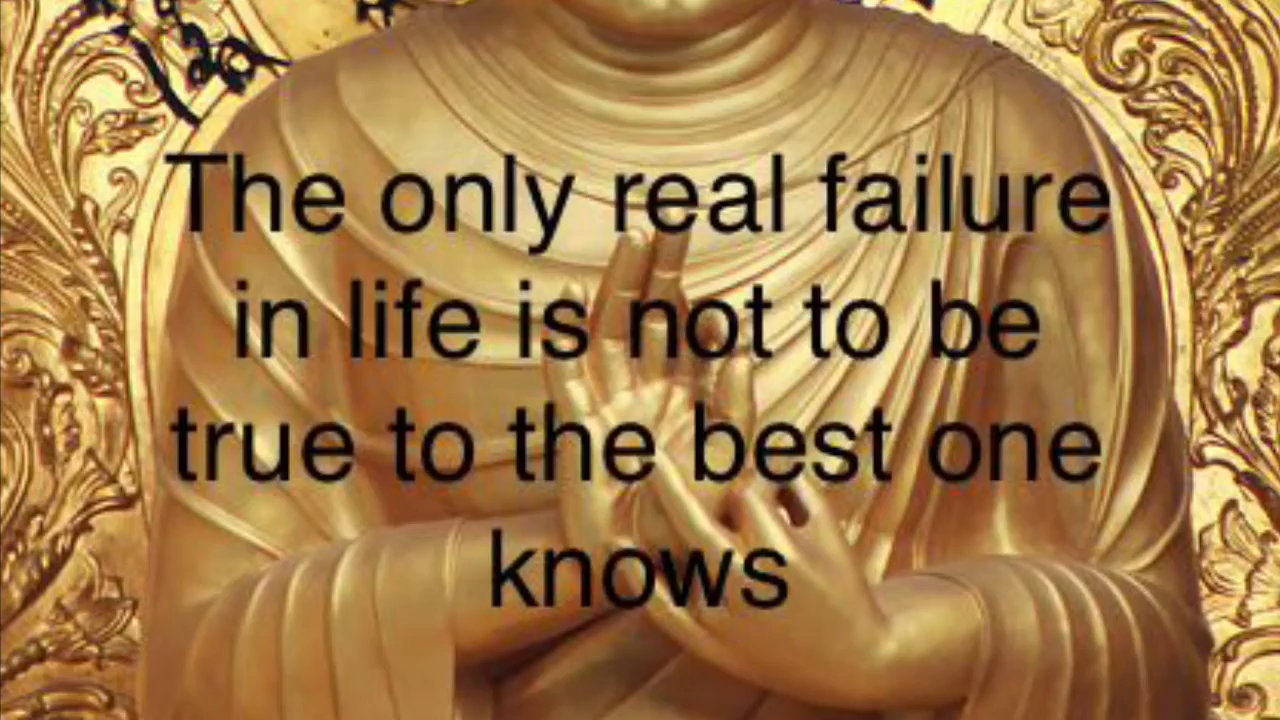 The only real failure
in life is not to be
true to the best one
knows